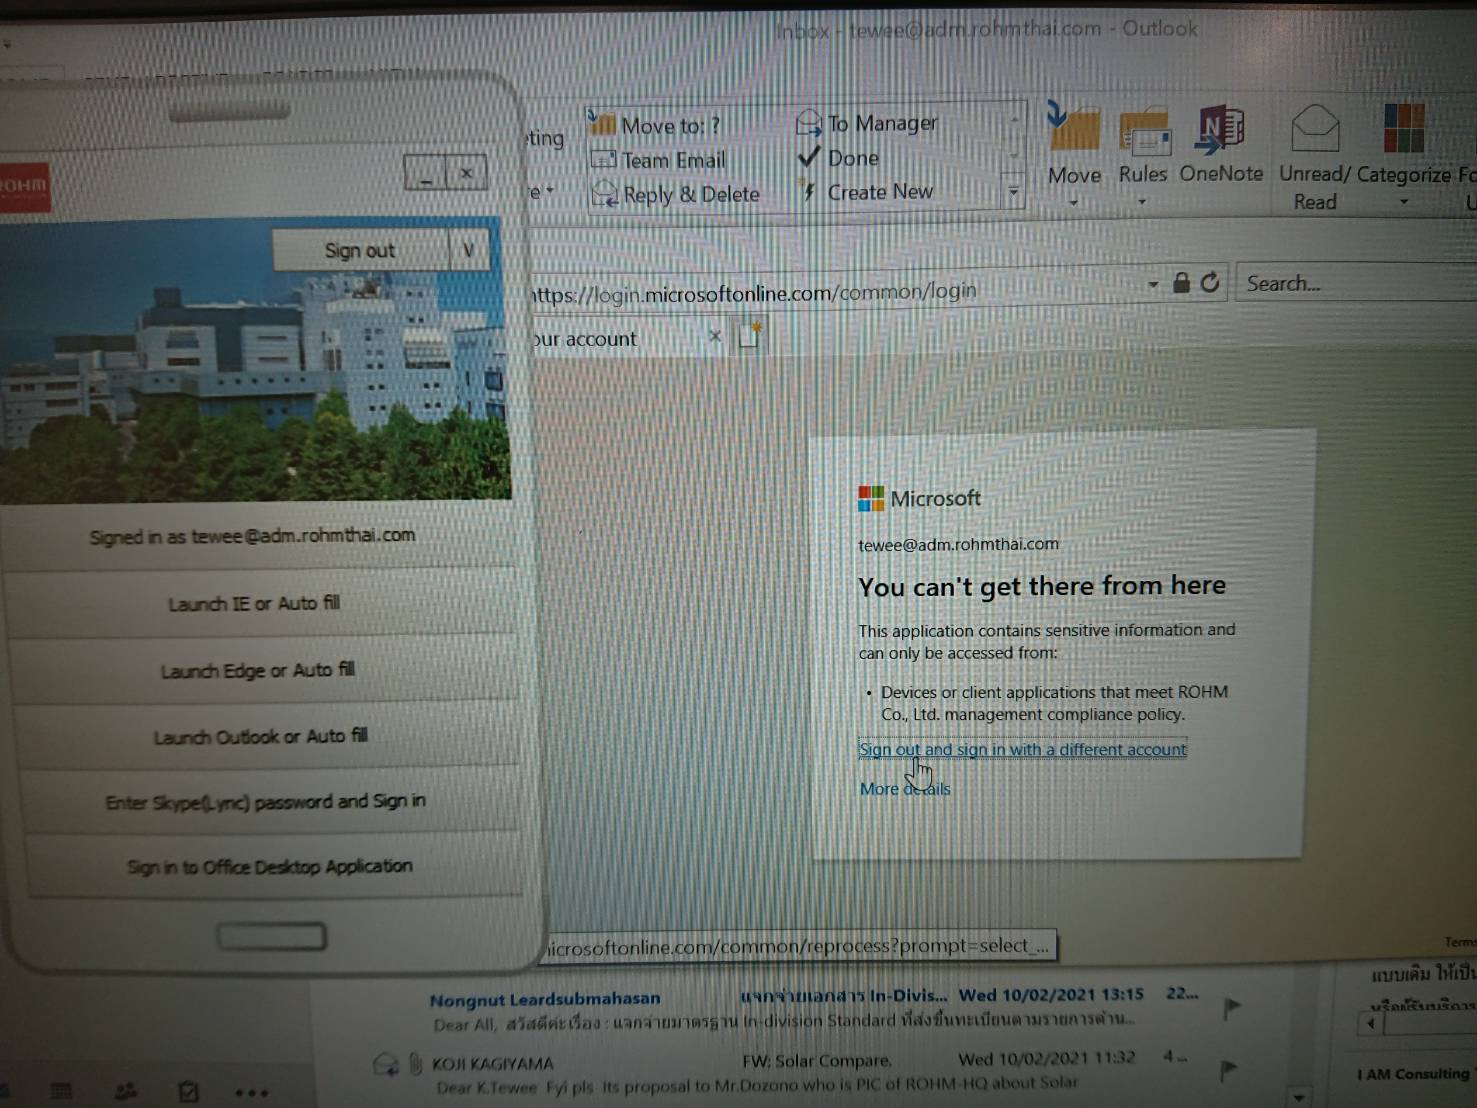 Inbox - tewee@adm.rohmthai.com - Outlook
Move to: ?
To Manager
Team Email
Done
Reply & Delete
Create New
Move
Rules
OneNote
Unread/
Read
Categorize
ROHM
Sign out
V
https://login.microsoftonline.com/common/login
Search...
our account
Signed in as tewee@adm.rohmthai.com
Launch IE or Auto fill
Launch Edge or Auto fill
Launch Outlook or Auto fill
Enter Skype(Lync) password and Sign in
Sign in to Office Desktop Application
Microsoft
tewee@adm.rohmthai.com
You can't get there from here
This application contains sensitive information and
can only be accessed from:
• Devices or client applications that meet ROHM
Co., Ltd. management compliance policy.
Sign out and sign in with a different account
More details
icrosoftonline.com/common/reprocess?prompt=select_...
Terms
แบบเดิม ให้เป็น
หรือผู้รับบริการ
Nongnut Leardsubmahasan
แจกจ่ายเอกสาร In-Divis... Wed 10/02/2021 13:15 22...
Dear All, สวัสดีค่ะเรื่อง : แจกจ่ายมาตรฐาน In-division Standard ที่ส่งขึ้นทะเบียนตามรายการด้าน...
KOJI KAGIYAMA
FW: Solar Compare. Wed 10/02/2021 11:32 4...
Dear K.Tewee Fyi pls Its proposal to Mr.Dozono who is PIC of ROHM-HQ about Solar
I AM Consulting